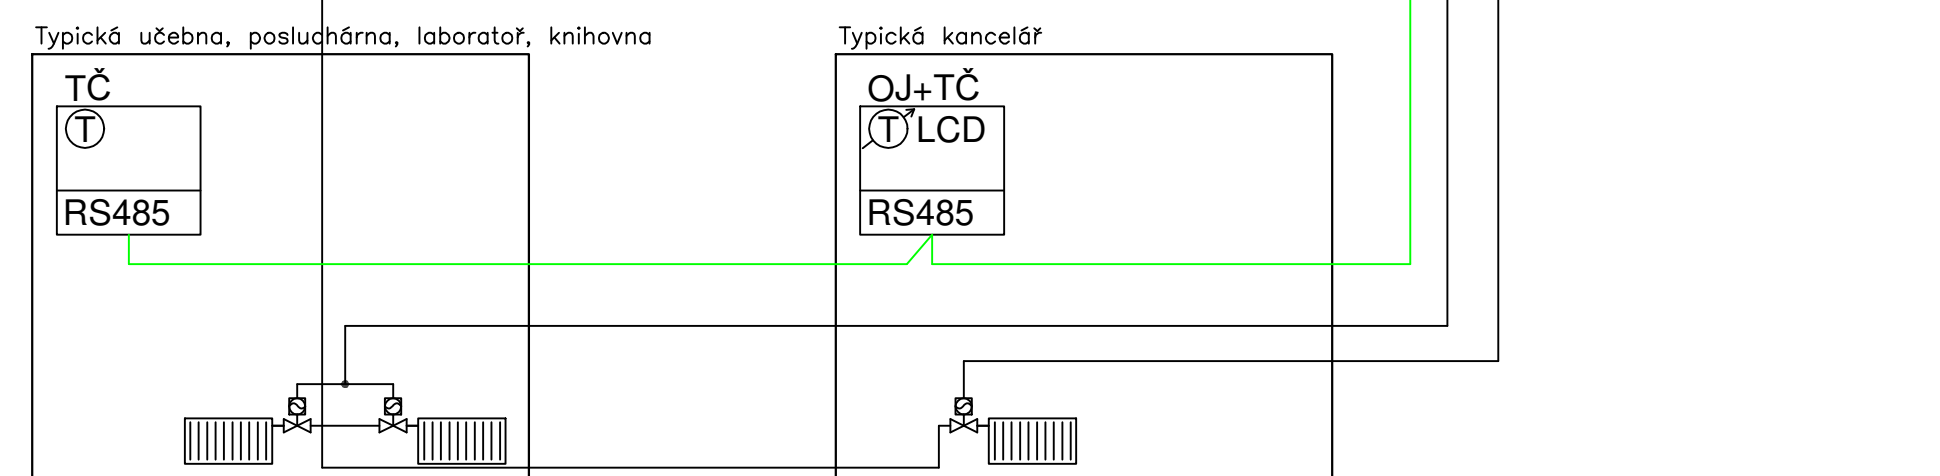 Typická učebna, posluchárna, laboratoř, knihovna
TČ
T
RS485
Typická kancelář
OJ+TČ
T LCD
RS485